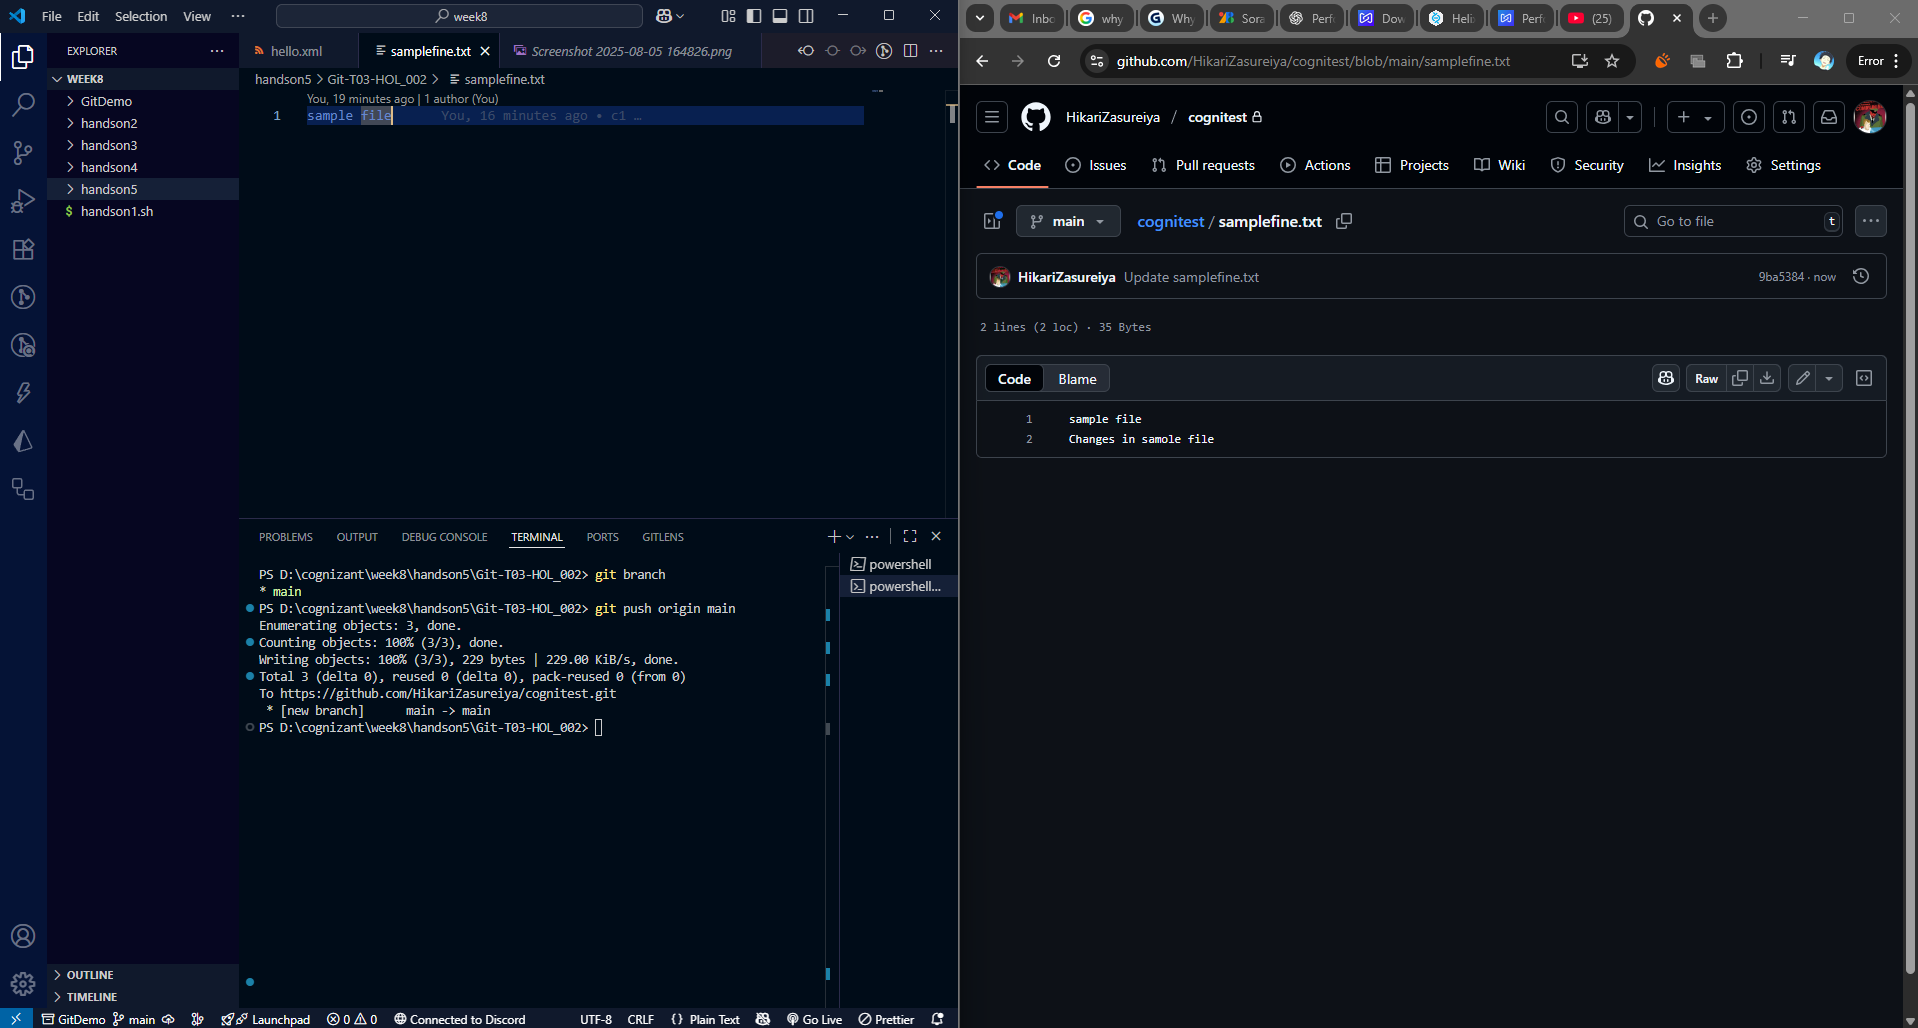 File Edit Selection View ··· week8
EXPLORER ···
WEEK8
GitDemo
handson2
handson3
handson4
handson5
$ handson1.sh
OUTLINE
TIMELINE
hello.xml samplefine.txt Screenshot 2025-08-05 164826.png
handson5 > Git-T03-HOL_002 > samplefine.txt
You, 19 minutes ago | 1 author (You)
1 sample file You, 16 minutes ago • c1 …
PROBLEMS OUTPUT DEBUG CONSOLE TERMINAL PORTS GITLENS
powershell
powershell...
PS D:\cognizant\week8\handson5\Git-T03-HOL_002> git branch
* main
PS D:\cognizant\week8\handson5\Git-T03-HOL_002> git push origin main
Enumerating objects: 3, done.
Counting objects: 100% (3/3), done.
Writing objects: 100% (3/3), 229 bytes | 229.00 KiB/s, done.
Total 3 (delta 0), reused 0 (delta 0), pack-reused 0 (from 0)
To https://github.com/HikariZasureiya/cognitest.git
* [new branch] main -> main
PS D:\cognizant\week8\handson5\Git-T03-HOL_002>
GitDemo main Launchpad 0 0 Connected to Discord UTF-8 CRLF {} Plain Text Go Live Prettier
Inbo why Why Sora Perf Dow Heli Perf (25)
github.com/HikariZasureiya/cognitest/blob/main/samplefine.txt Error
HikariZasureiya / cognitest
Code Issues Pull requests Actions Projects Wiki Security Insights Settings
main cognitest / samplefine.txt Go to file t
HikariZasureiya Update samplefine.txt 9ba5384 · now
2 lines (2 loc) · 35 Bytes
Code Blame Raw
1 sample file
2 Changes in samole file